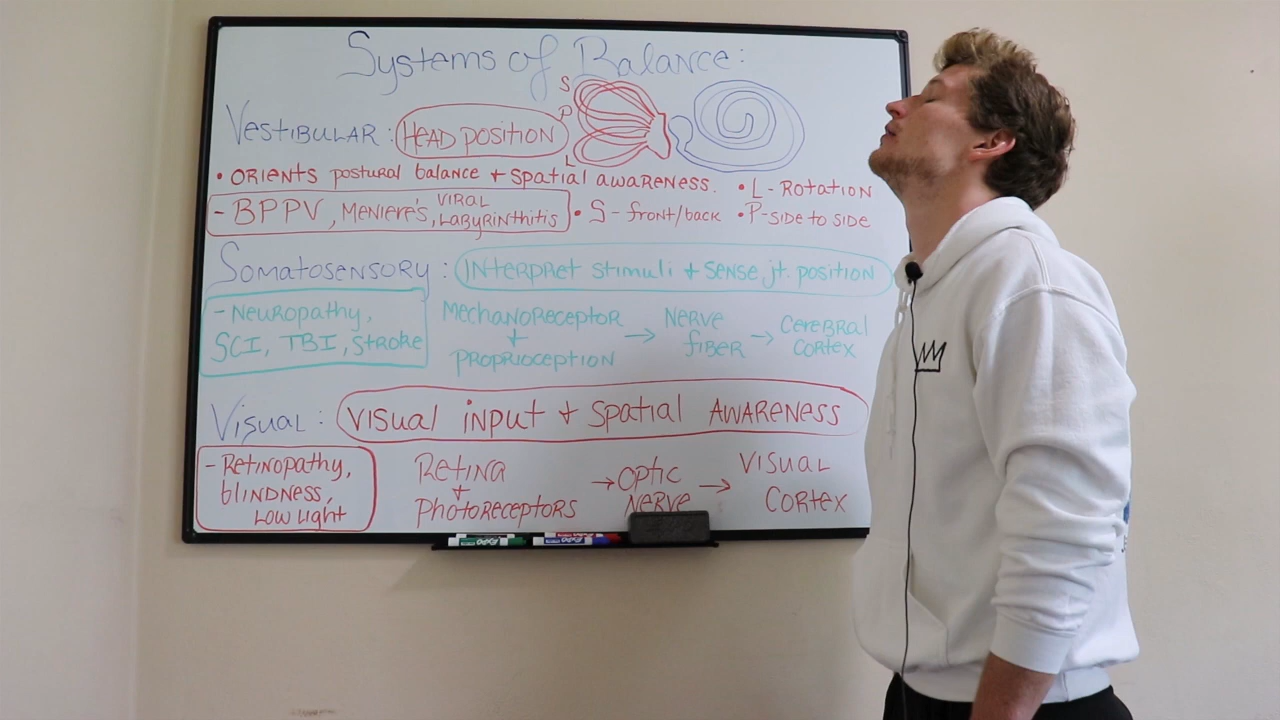 Systems of Balance:
S
P
L
Vestibular: Head position
• Orients postural balance + spatial awareness.
• L - Rotation
- BPPV, Meniere's, Viral Labyrinthitis
• S - front/back
• P - side to side
Somatosensory: Interpret stimuli + sense jt. position
- Neuropathy,
SCI, TBI, Stroke
Mechanoreceptor
+
Proprioception
→ Nerve
fiber
→ Cerebral
Cortex
Visual: Visual input + Spatial Awareness
- Retinopathy,
blindness,
Low light
Retina
+
Photoreceptors
→ Optic
Nerve
→ Visual
Cortex